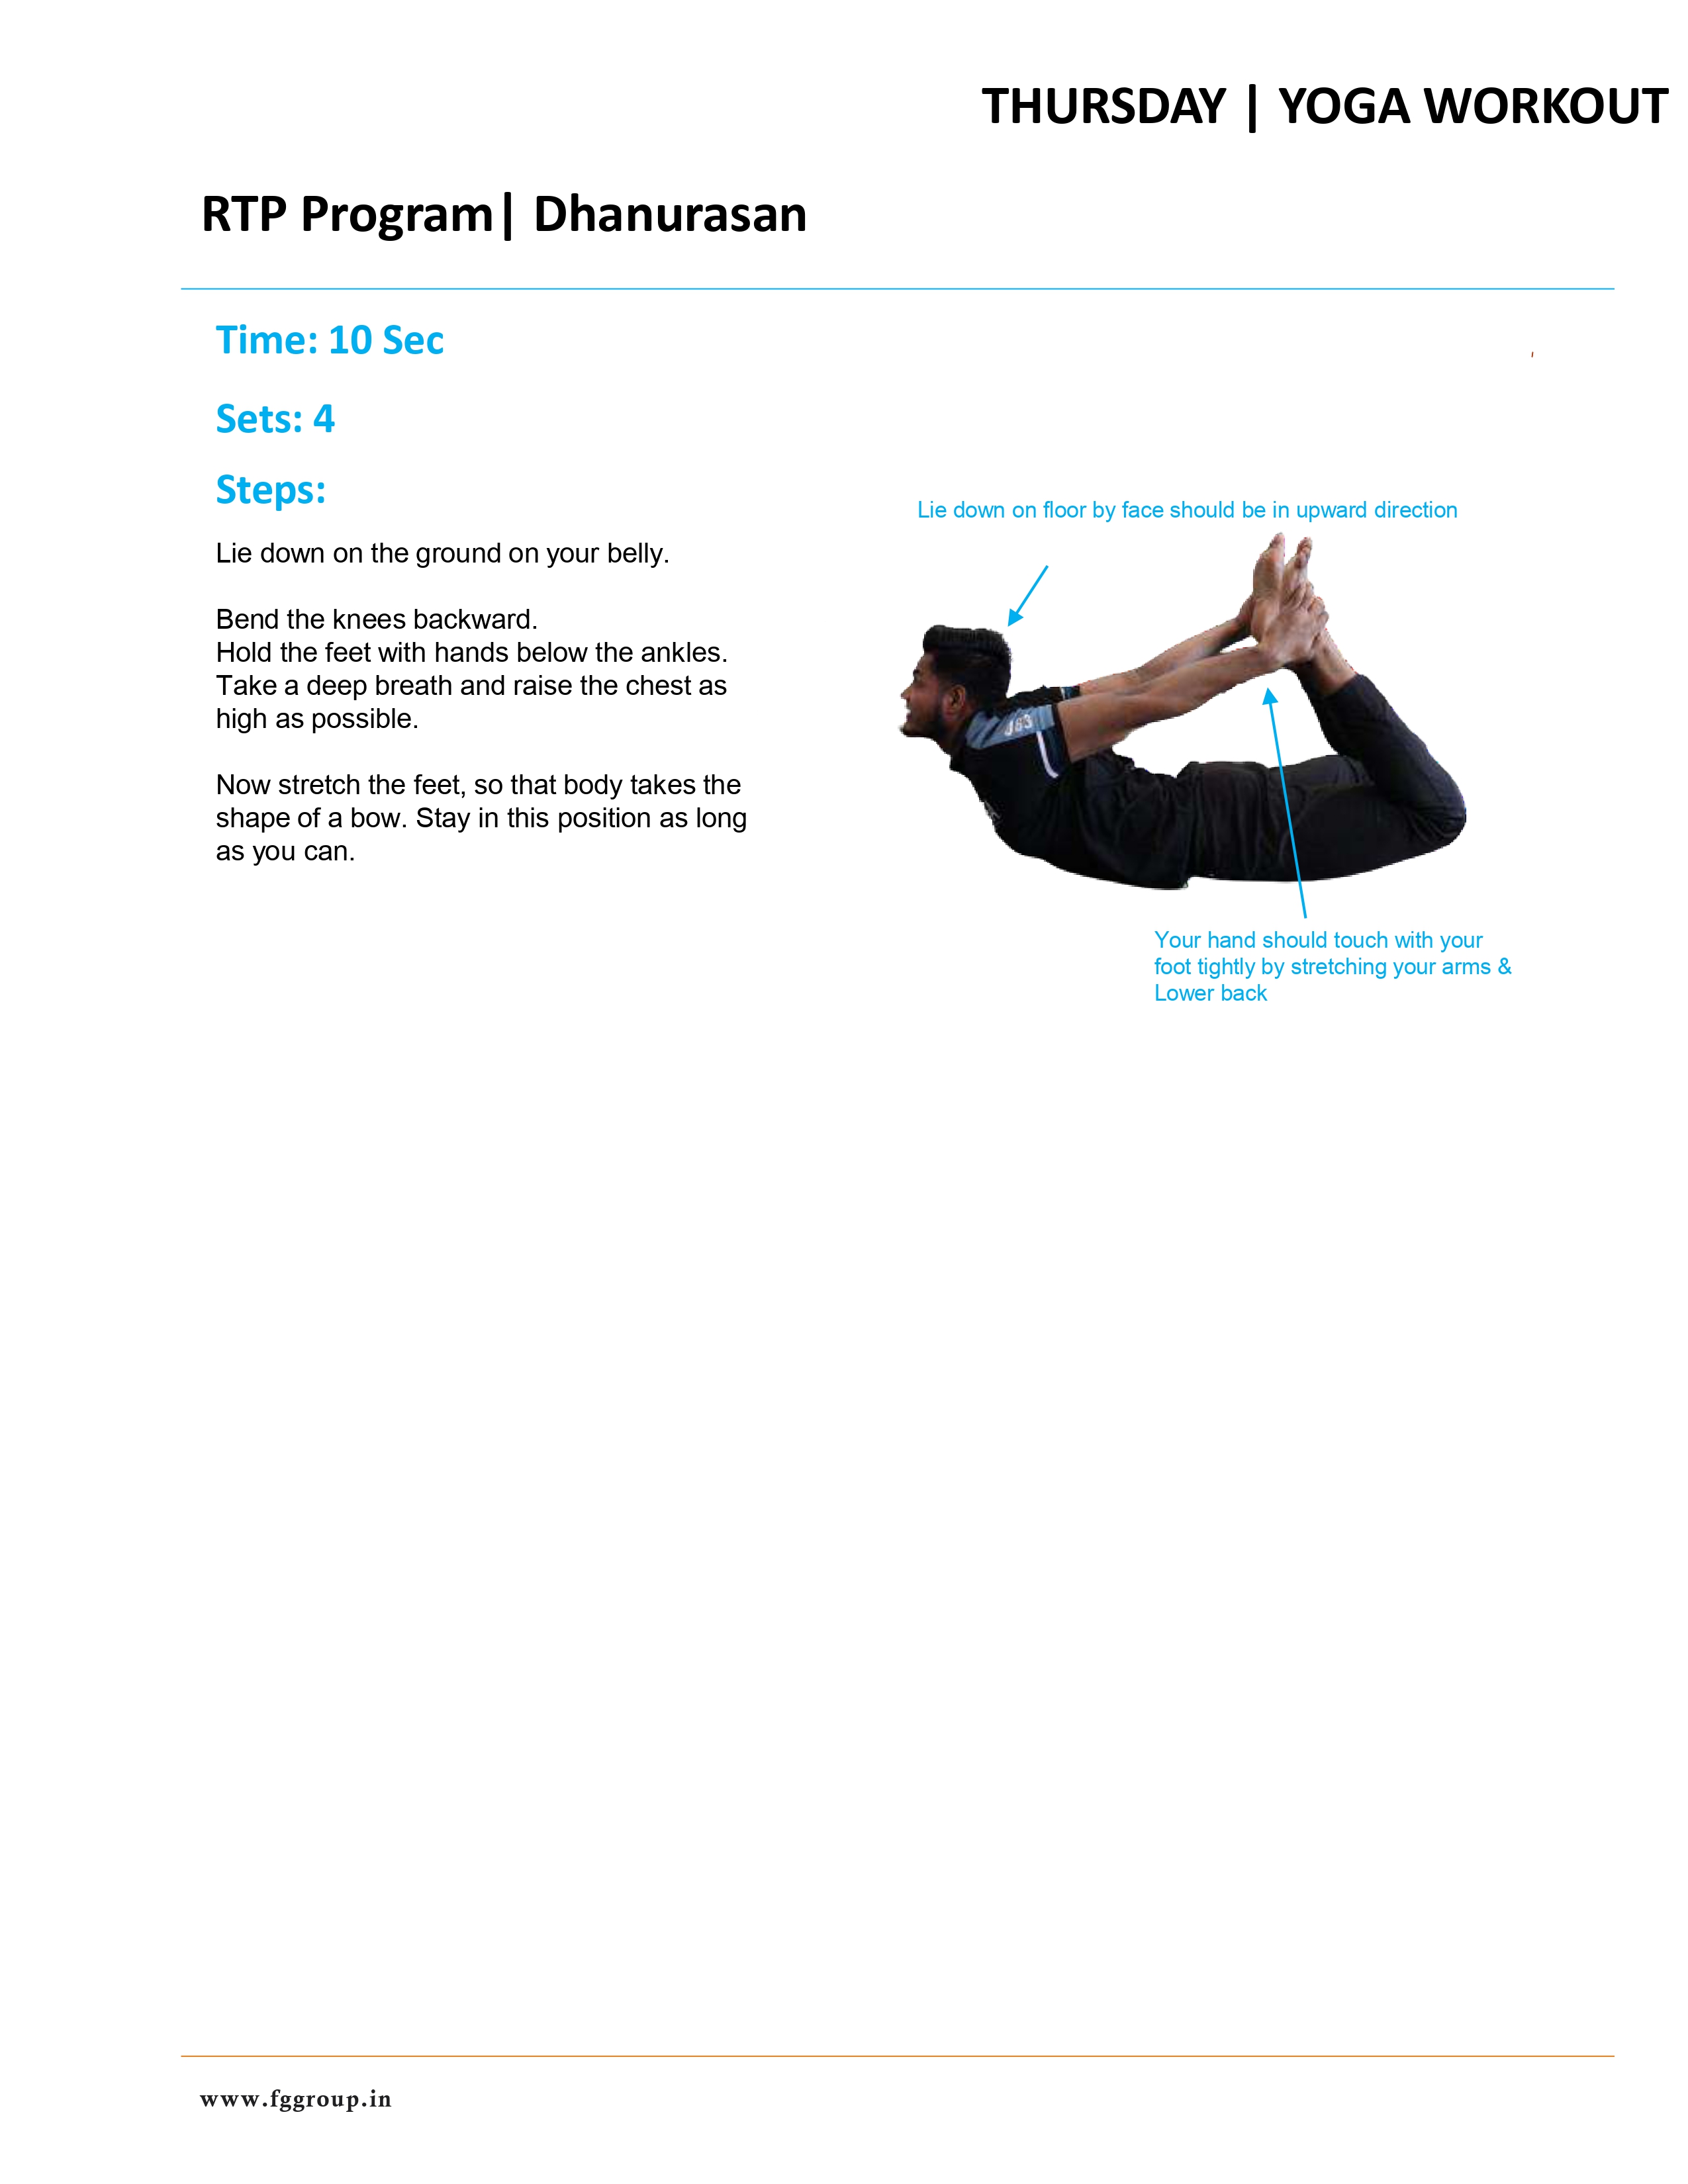 THURSDAY | YOGA WORKOUT
RTP Program| Dhanurasan
Time: 10 Sec
Sets: 4
Steps:
Lie down on the ground on your belly.
Bend the knees backward.
Hold the feet with hands below the ankles.
Take a deep breath and raise the chest as
high as possible.
Now stretch the feet, so that body takes the
shape of a bow. Stay in this position as long
as you can.
Lie down on floor by face should be in upward direction
Your hand should touch with your
foot tightly by stretching your arms &
Lower back
www.fggroup.in